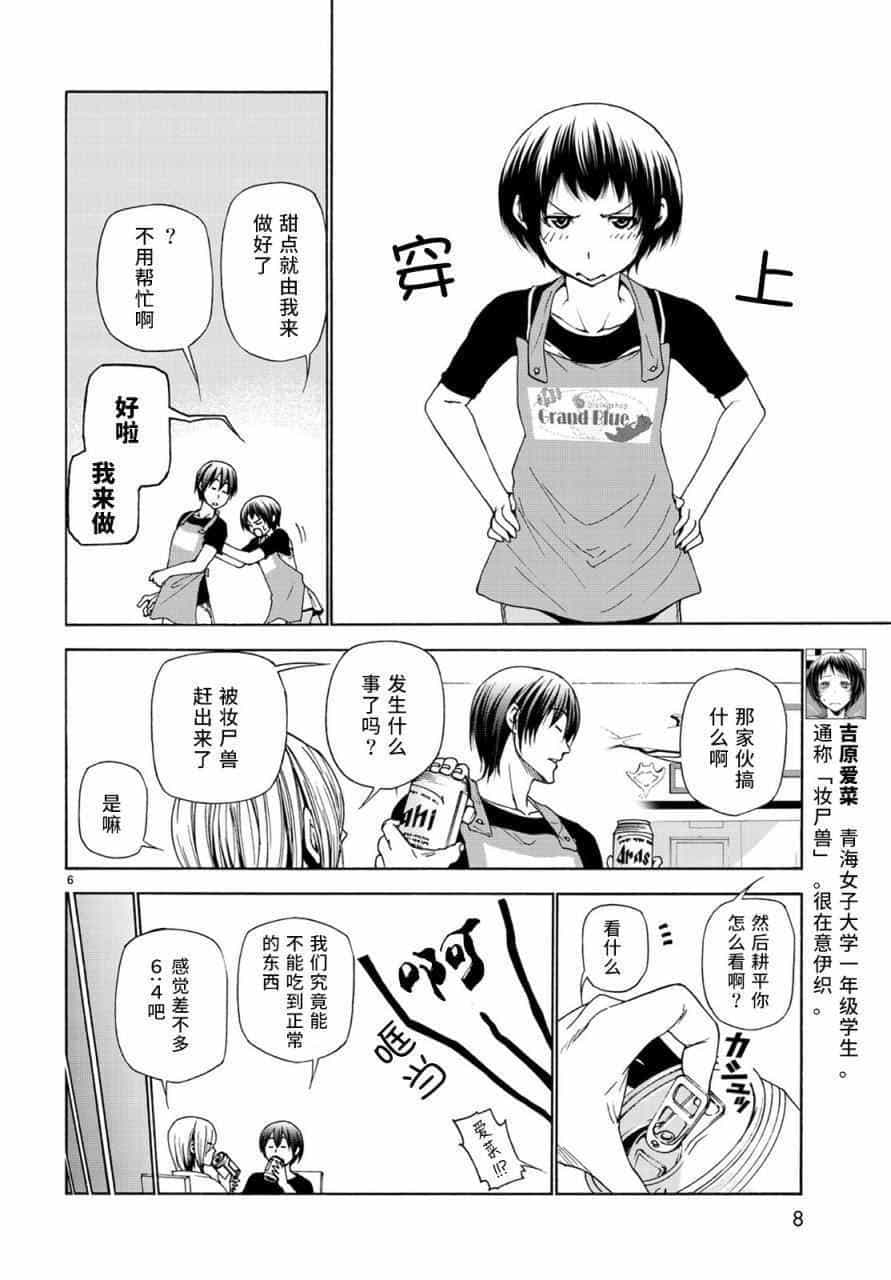 上
穿
Diving shop
Grand Blue
甜点就由我来
做好了
?
不用帮忙啊
好啦
我来做
吉原爱菜 青海女子大学一年级学生。
通称「妆尸兽」。很在意伊织。
那家伙搞
什么啊
发生什么
事了吗?
被妆尸兽
赶出来了
是嘛
6
然后耕平你
怎么看啊?
看什么
カシュッ
啊
哐当
爱菜!!?
我们究竟能
不能吃到正常
的东西
感觉差不多
6:4吧
8